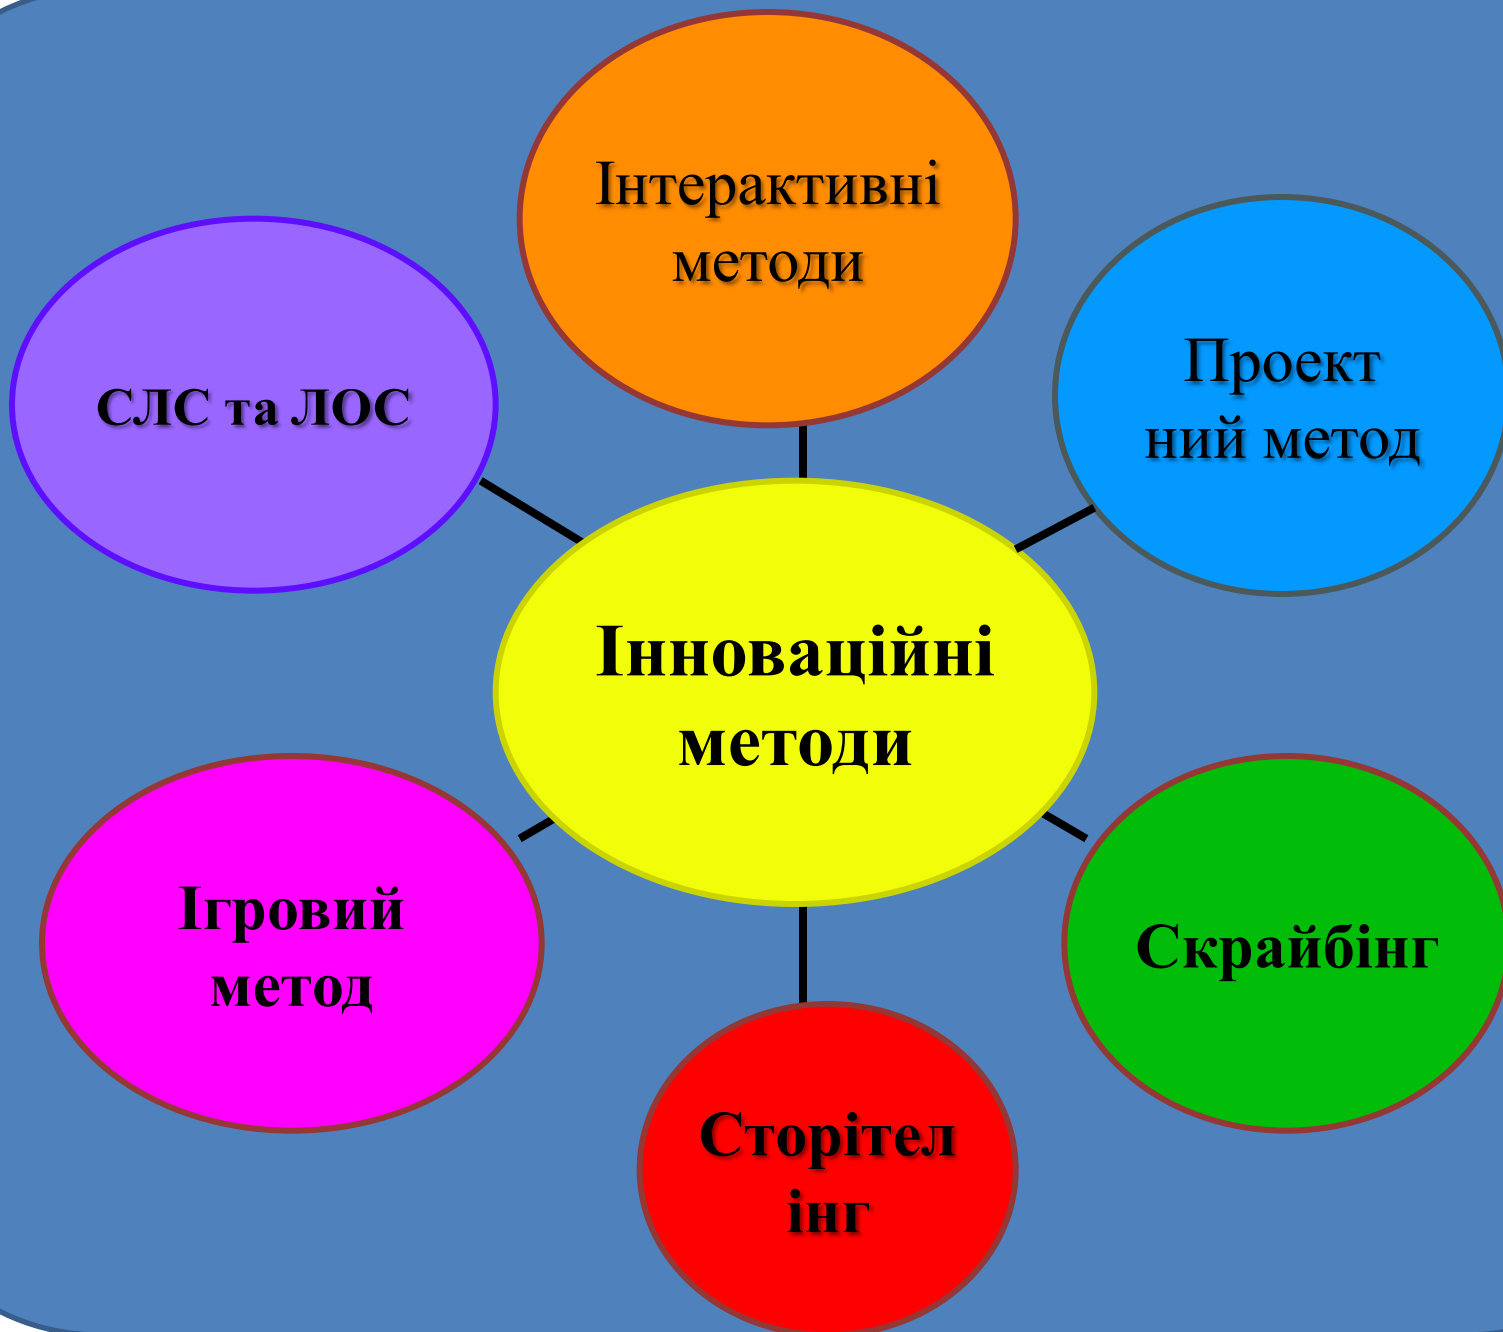 Інтерактивні
методи
Проект
ний метод
СЛС та ЛОС
Інноваційні
методи
Ігровий
метод
Скрайбінг
Сторітел
інг